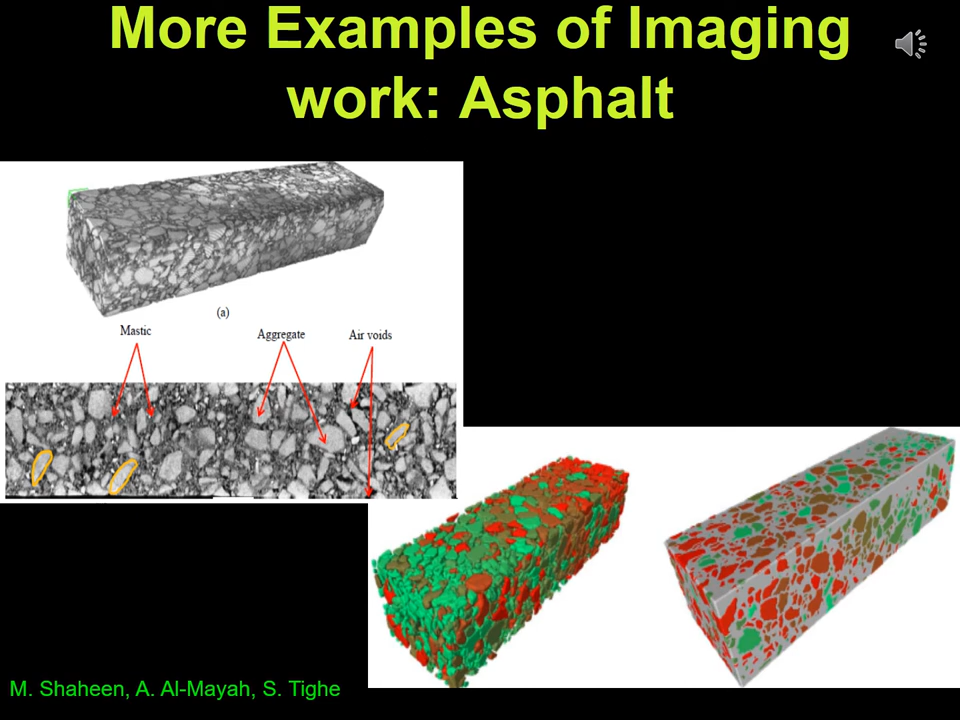 More Examples of Imaging
work: Asphalt
(a)
Mastic
Aggregate
Air voids
M. Shaheen, A. Al-Mayah, S. Tighe